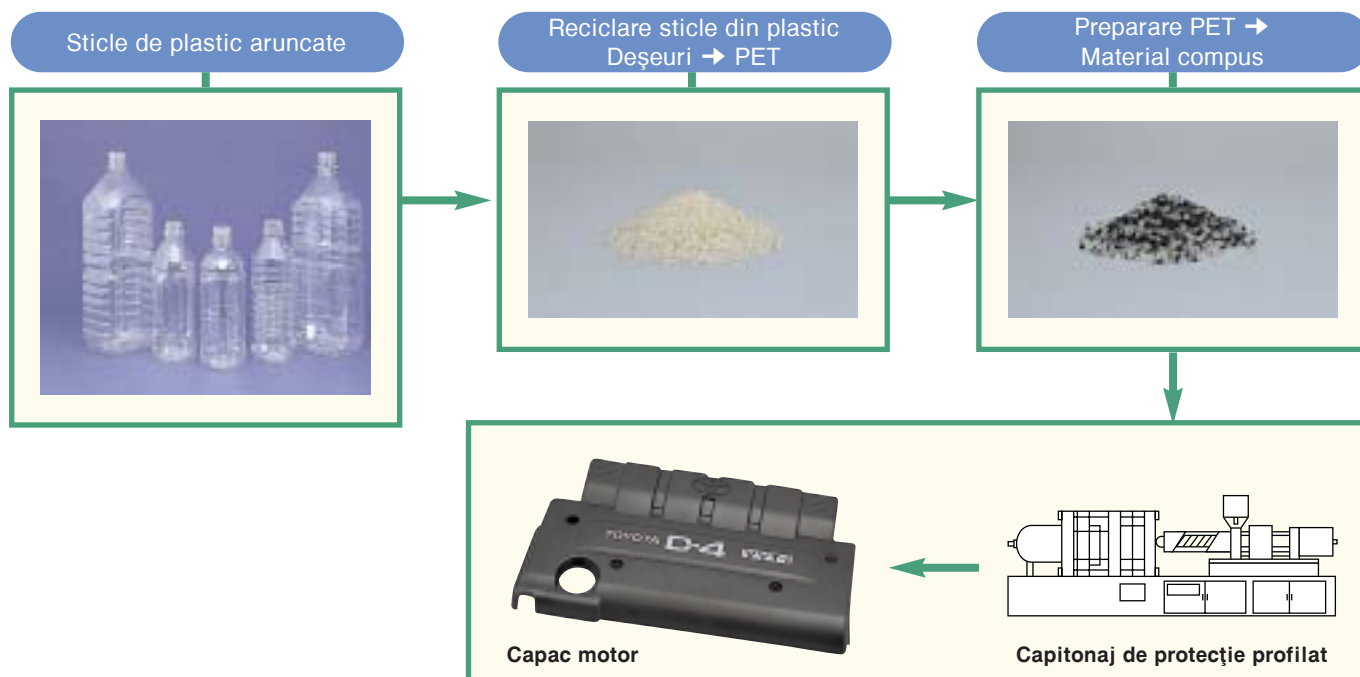 Sticle de plastic aruncate
Reciclare sticle din plastic
Deşeuri → PET
Preparare PET →
Material compus
TOYOTA D-4
Capac motor
Capitonaj de protecţie profilat